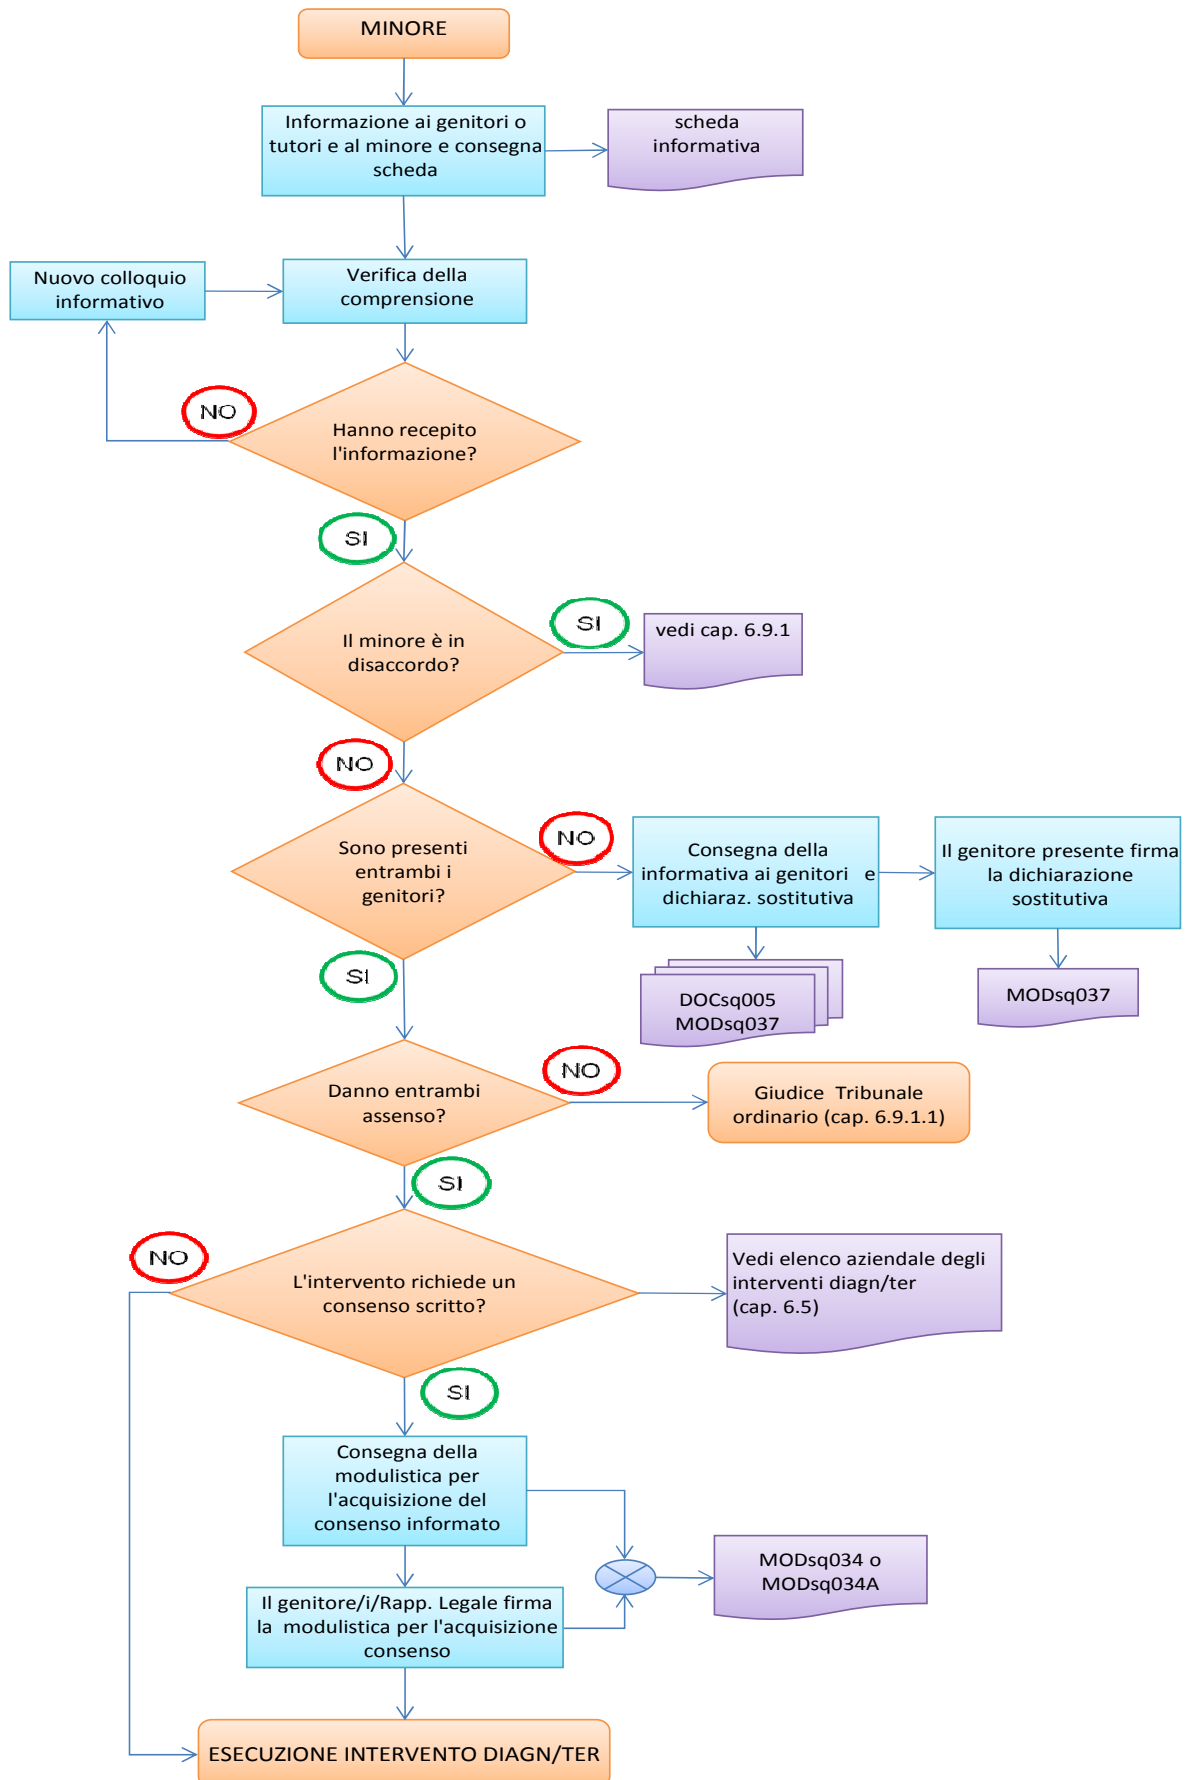 MINORE
Informazione ai genitori o
tutori e al minore e consegna
scheda
scheda
informativa
Nuovo colloquio
informativo
Verifica della
comprensione
NO
Hanno recepito
l'informazione?
SI
Il minore è in
disaccordo?
SI
vedi cap. 6.9.1
NO
Sono presenti
entrambi i
genitori?
NO
Consegna della
informativa ai genitori e
dichiaraz. sostitutiva
Il genitore presente firma
la dichiarazione
sostitutiva
SI
DOCsq005
MODsq037
MODsq037
Danno entrambi
assenso?
NO
Giudice Tribunale
ordinario (cap. 6.9.1.1)
SI
NO
L'intervento richiede un
consenso scritto?
Vedi elenco aziendale degli
interventi diagn/ter
(cap. 6.5)
SI
Consegna della
modulistica per
l'acquisizione del
consenso informato
MODsq034 o
MODsq034A
Il genitore/i/Rapp. Legale firma
la modulistica per l'acquisizione
consenso
ESECUZIONE INTERVENTO DIAGN/TER